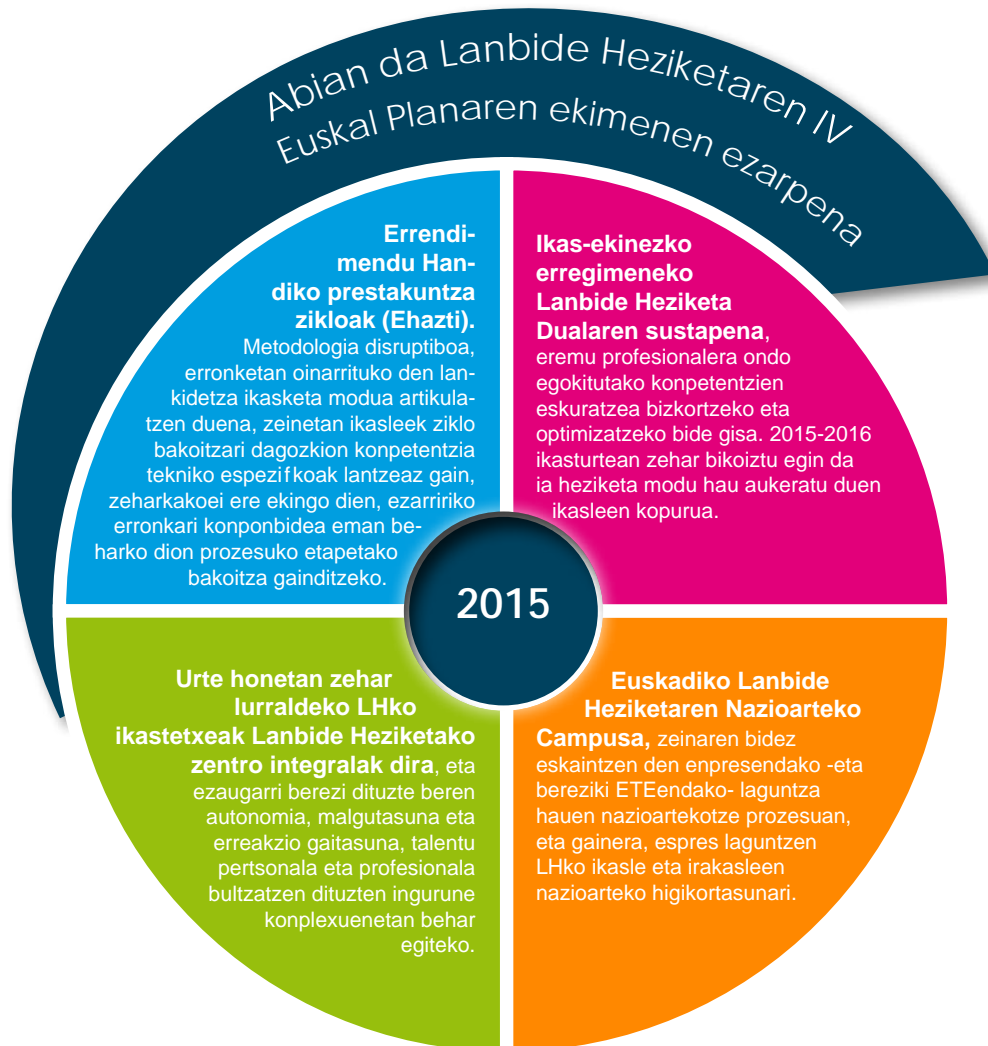 Abian da Lanbide Heziketaren IV
Euskal Planaren ekimenen ezarpena
Errendi-
mendu Han-
diko prestakuntza
zikloak (Ehazti).
Metodologia disruptiboa,
erronketan oinarrituko den lan-
kidetza ikasketa modua artikula-
tzen duena, zeinetan ikasleek ziklo
bakoitzari dagozkion konpetentzia
tekniko espezifkoak lantzeaz gain,
zeharkakoei ere ekingo dien, ezarririko
erronkari konponbidea eman be-
harko dion prozesuko etapetako
bakoitza gainditzeko.
Ikas-ekinezko
erregimeneko
Lanbide Heziketa
Dualaren sustapena,
eremu profesionalera ondo
egokitutako konpetentzien
eskuratzea bizkortzeko eta
optimizatzeko bide gisa. 2015-2016
ikasturtean zehar bikoiztu egin da
ia heziketa modu hau aukeratu duen
ikasleen kopurua.
2015
Urte honetan zehar
lurraldeko LHko
ikastetxeak Lanbide Heziketako
zentro integralak dira, eta
ezaugarri berezi dituzte beren
autonomia, malgutasuna eta
erreakzio gaitasuna, talentu
pertsonala eta profesionala
bultzatzen dituzten ingurune
konplexuenetan behar
egiteko.
Euskadiko Lanbide
Heziketaren Nazioarteko
Campusa, zeinaren bidez
eskaintzen den enpresendako -eta
bereziki ETEendako- laguntza
hauen nazioartekotze prozesuan,
eta gainera, espres laguntzen
LHko ikasle eta irakasleen
nazioarteko higikortasunari.